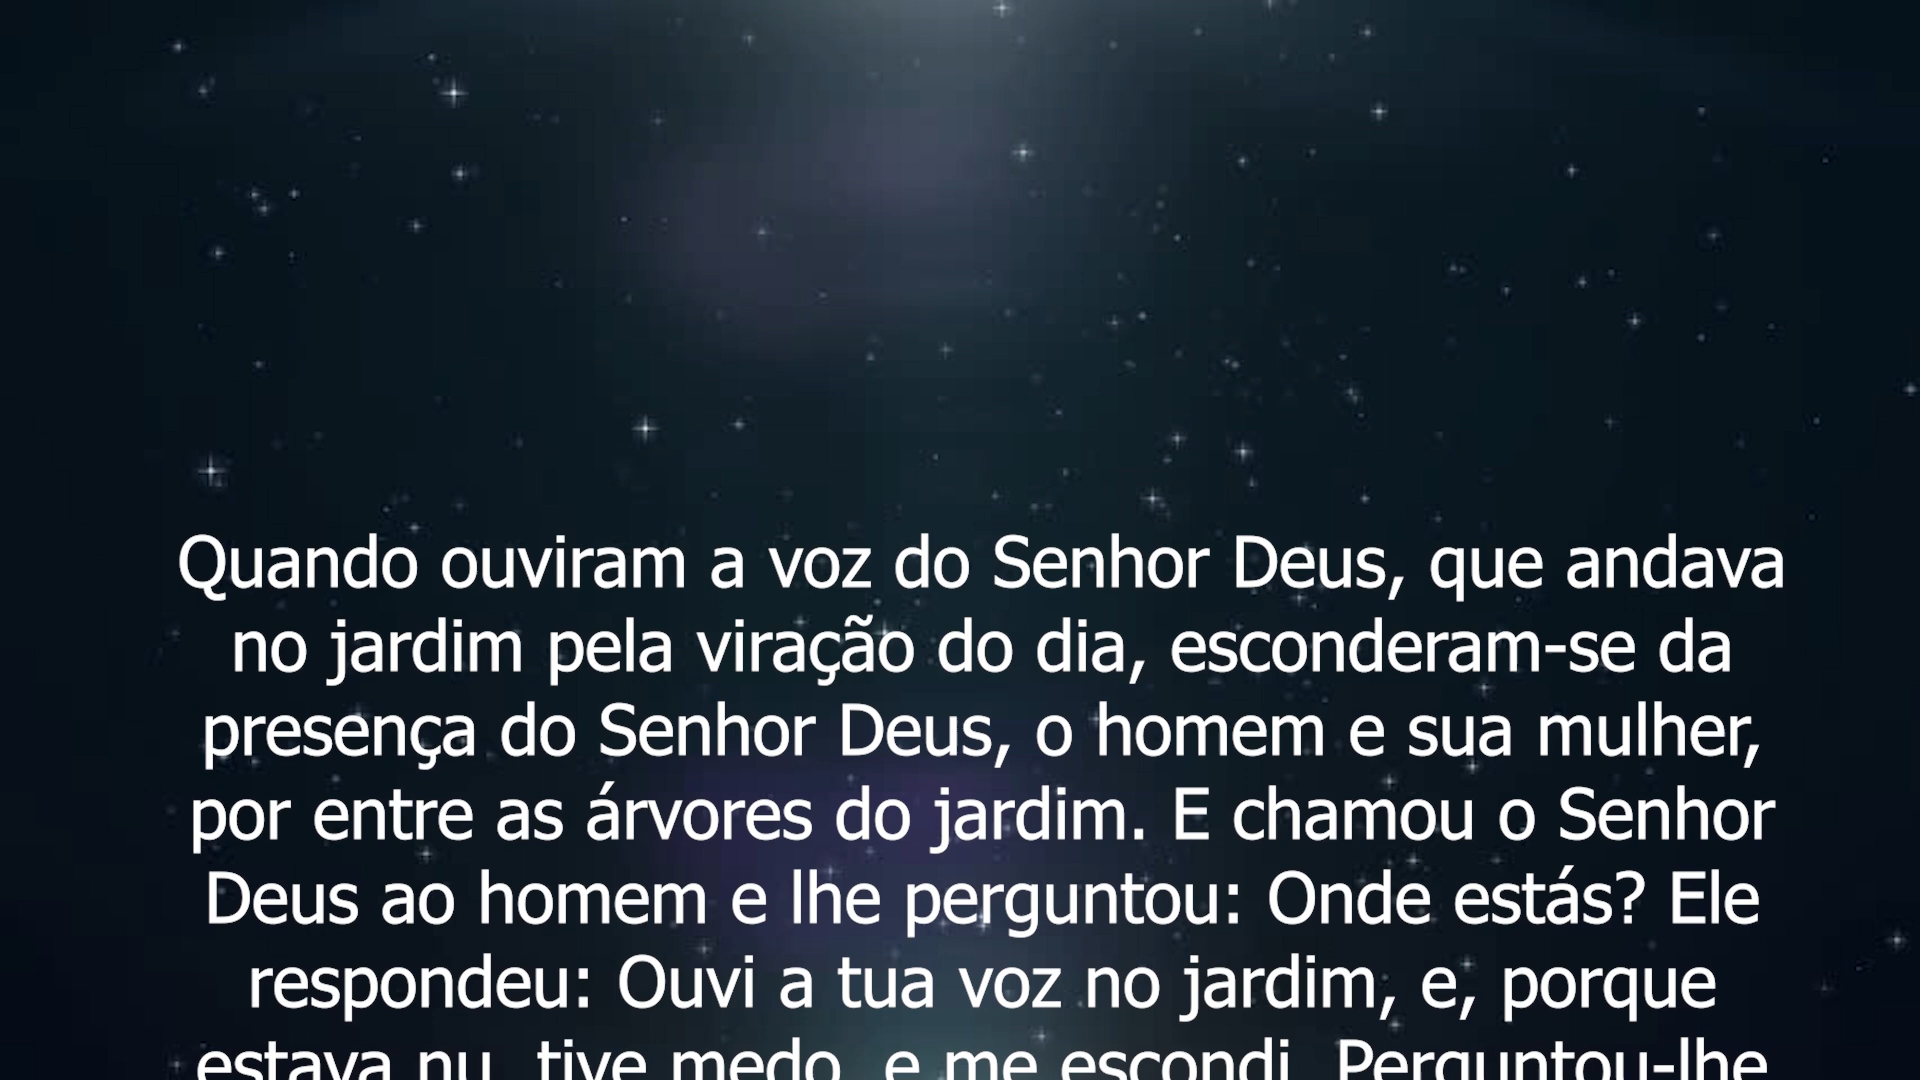 Quando ouviram a voz do Senhor Deus, que andava
no jardim pela viração do dia, esconderam-se da
presença do Senhor Deus, o homem e sua mulher,
por entre as árvores do jardim. E chamou o Senhor
Deus ao homem e lhe perguntou: Onde estás? Ele
respondeu: Ouvi a tua voz no jardim, e, porque
estava nu, tive medo, e me escondi. Perguntou-lhe